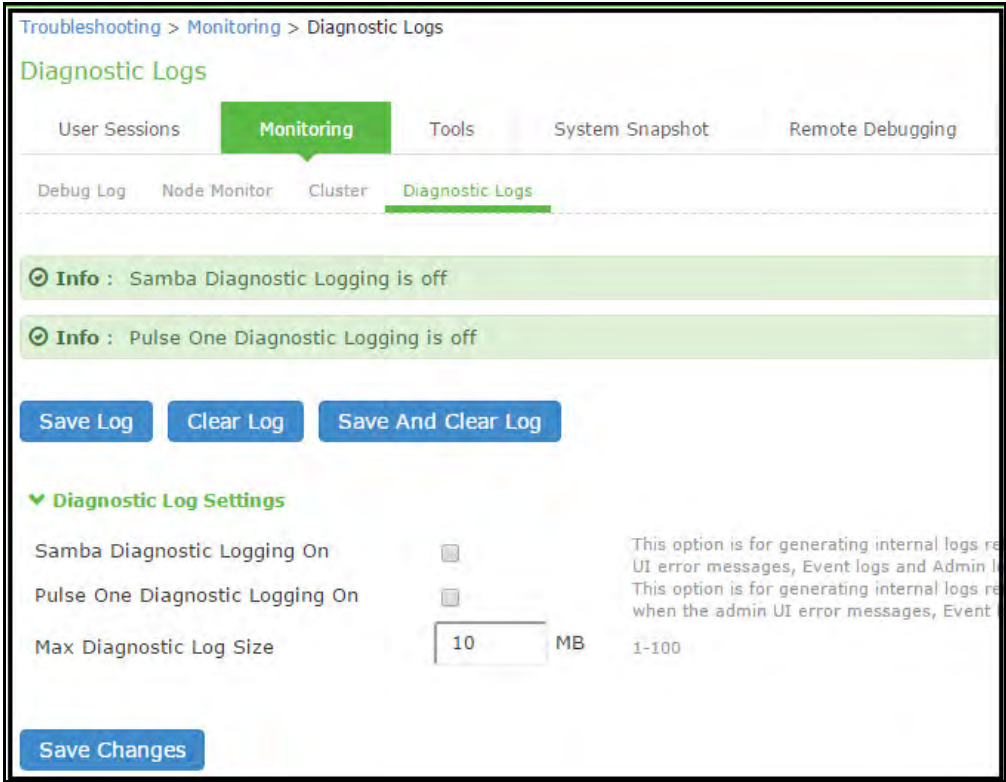 Troubleshooting > Monitoring > Diagnostic Logs
Diagnostic Logs
User Sessions Monitoring Tools System Snapshot Remote Debugging
Debug Log Node Monitor Cluster Diagnostic Logs
Info : Samba Diagnostic Logging is off
Info : Pulse One Diagnostic Logging is off
Save Log Clear Log Save And Clear Log
Diagnostic Log Settings
Samba Diagnostic Logging On
This option is for generating internal logs re
UI error messages, Event logs and Admin l
Pulse One Diagnostic Logging On
This option is for generating internal logs re
when the admin UI error messages, Event
Max Diagnostic Log Size 10 MB 1-100
Save Changes